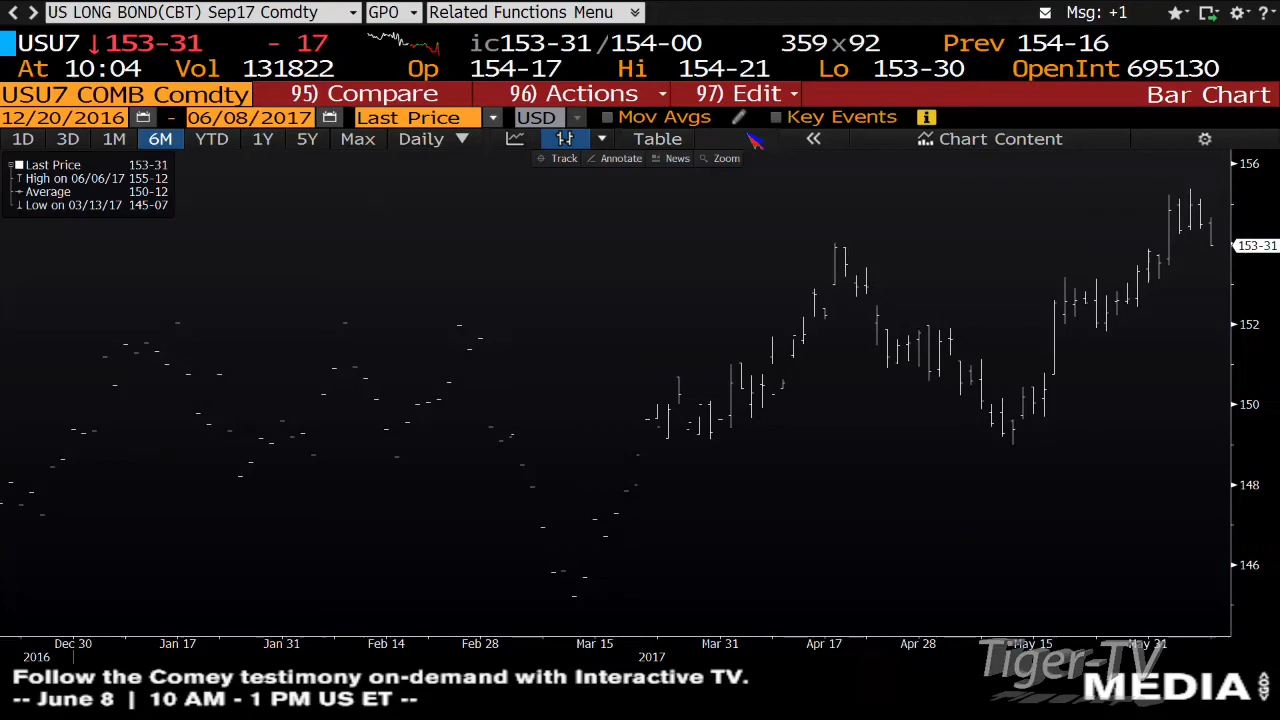 US LONG BOND(CBT) Sep17 Comdty GPO Related Functions Menu Msg: +1
USU7 ↓153-31 - 17 ic153-31/154-00 359x92 Prev 154-16
At 10:04 Vol 131822 Op 154-17 Hi 154-21 Lo 153-30 OpenInt 695130
USU7 COMB Comdty 95) Compare 96) Actions 97) Edit Bar Chart
12/20/2016 - 06/08/2017 Last Price USD Mov Avgs Key Events
1D 3D 1M 6M YTD 1Y 5Y Max Daily Table Chart Content
Track Annotate News Zoom
Last Price 153-31
High on 06/06/17 155-12
Average 150-12
Low on 03/13/17 145-07
156
153-31
152
150
148
146
Dec 30 Jan 17 Jan 31 Feb 14 Feb 28 Mar 15 Mar 31 Apr 17 Apr 28 May 15 May 31
2016 2017
Follow the Comey testimony on-demand with Interactive TV.
-- June 8 | 10 AM - 1 PM US ET --
Tiger-TV
MEDIA